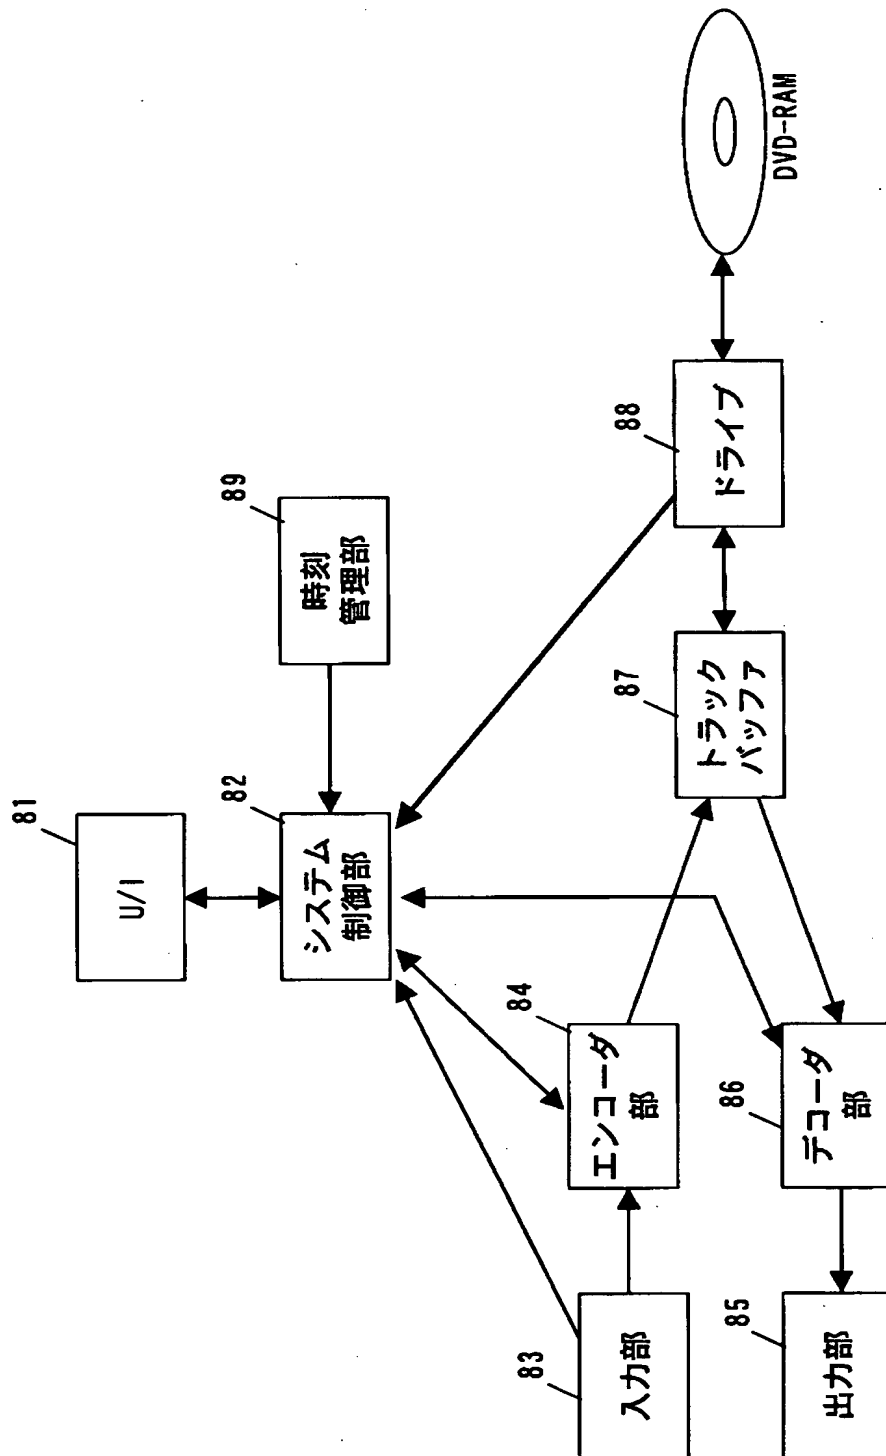 81
U/I
82
システム
制御部
89
時刻
管理部
83
入力部
84
エンコーダ
部
85
出力部
86
デコーダ
部
87
トラック
バッファ
88
ドライブ
DVD-RAM